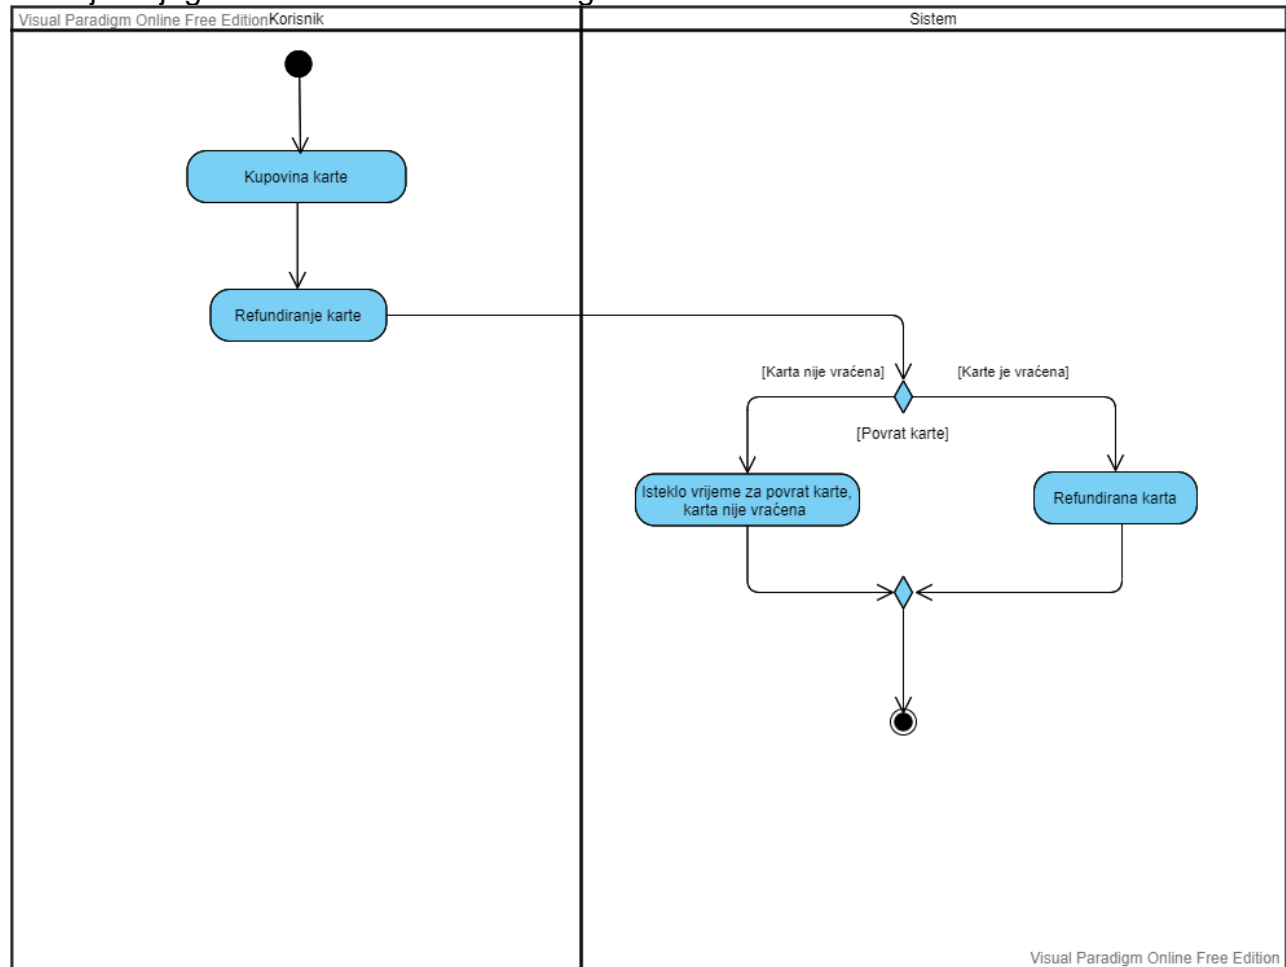 Visual Paradigm Online Free Edition
Korisnik
Sistem
Kupovina karte
Refundiranje karte
[Karta nije vraćena]
[Karte je vraćena]
[Povrat karte]
Isteklo vrijeme za povrat karte,
karta nije vraćena
Refundirana karta
Visual Paradigm Online Free Edition